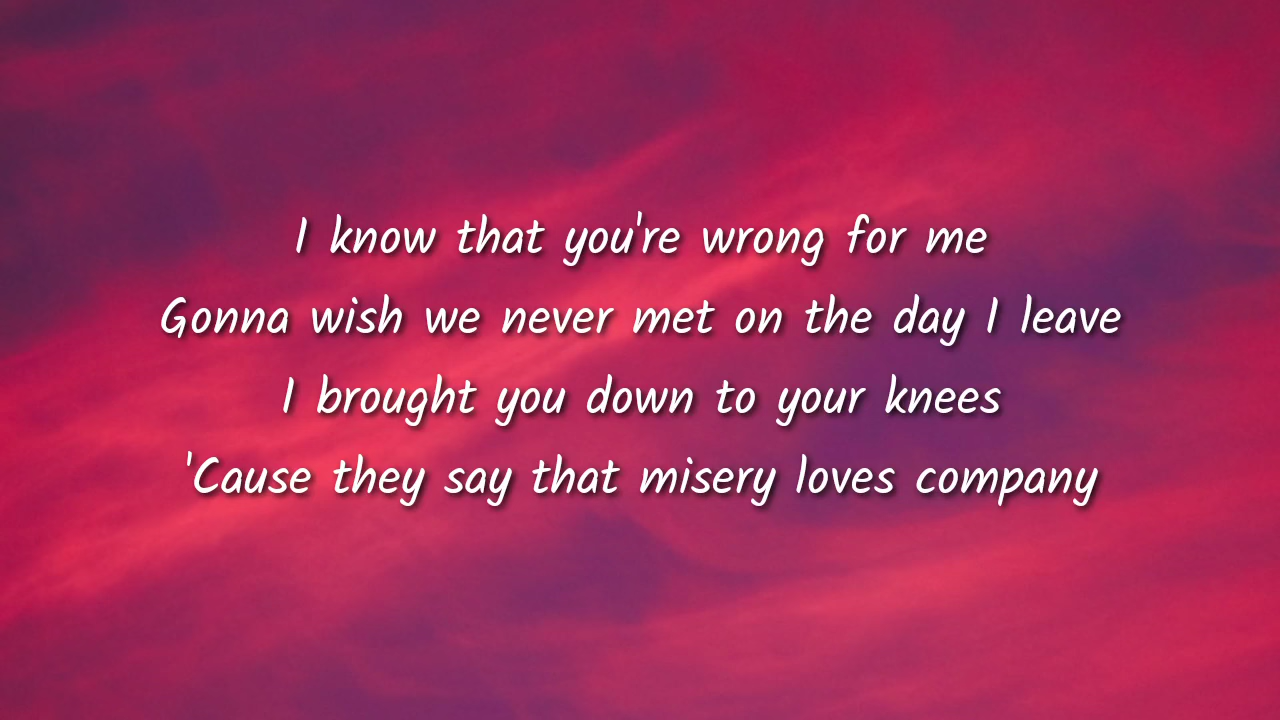 I know that you're wrong for me
Gonna wish we never met on the day I leave
I brought you down to your knees
'Cause they say that misery loves company